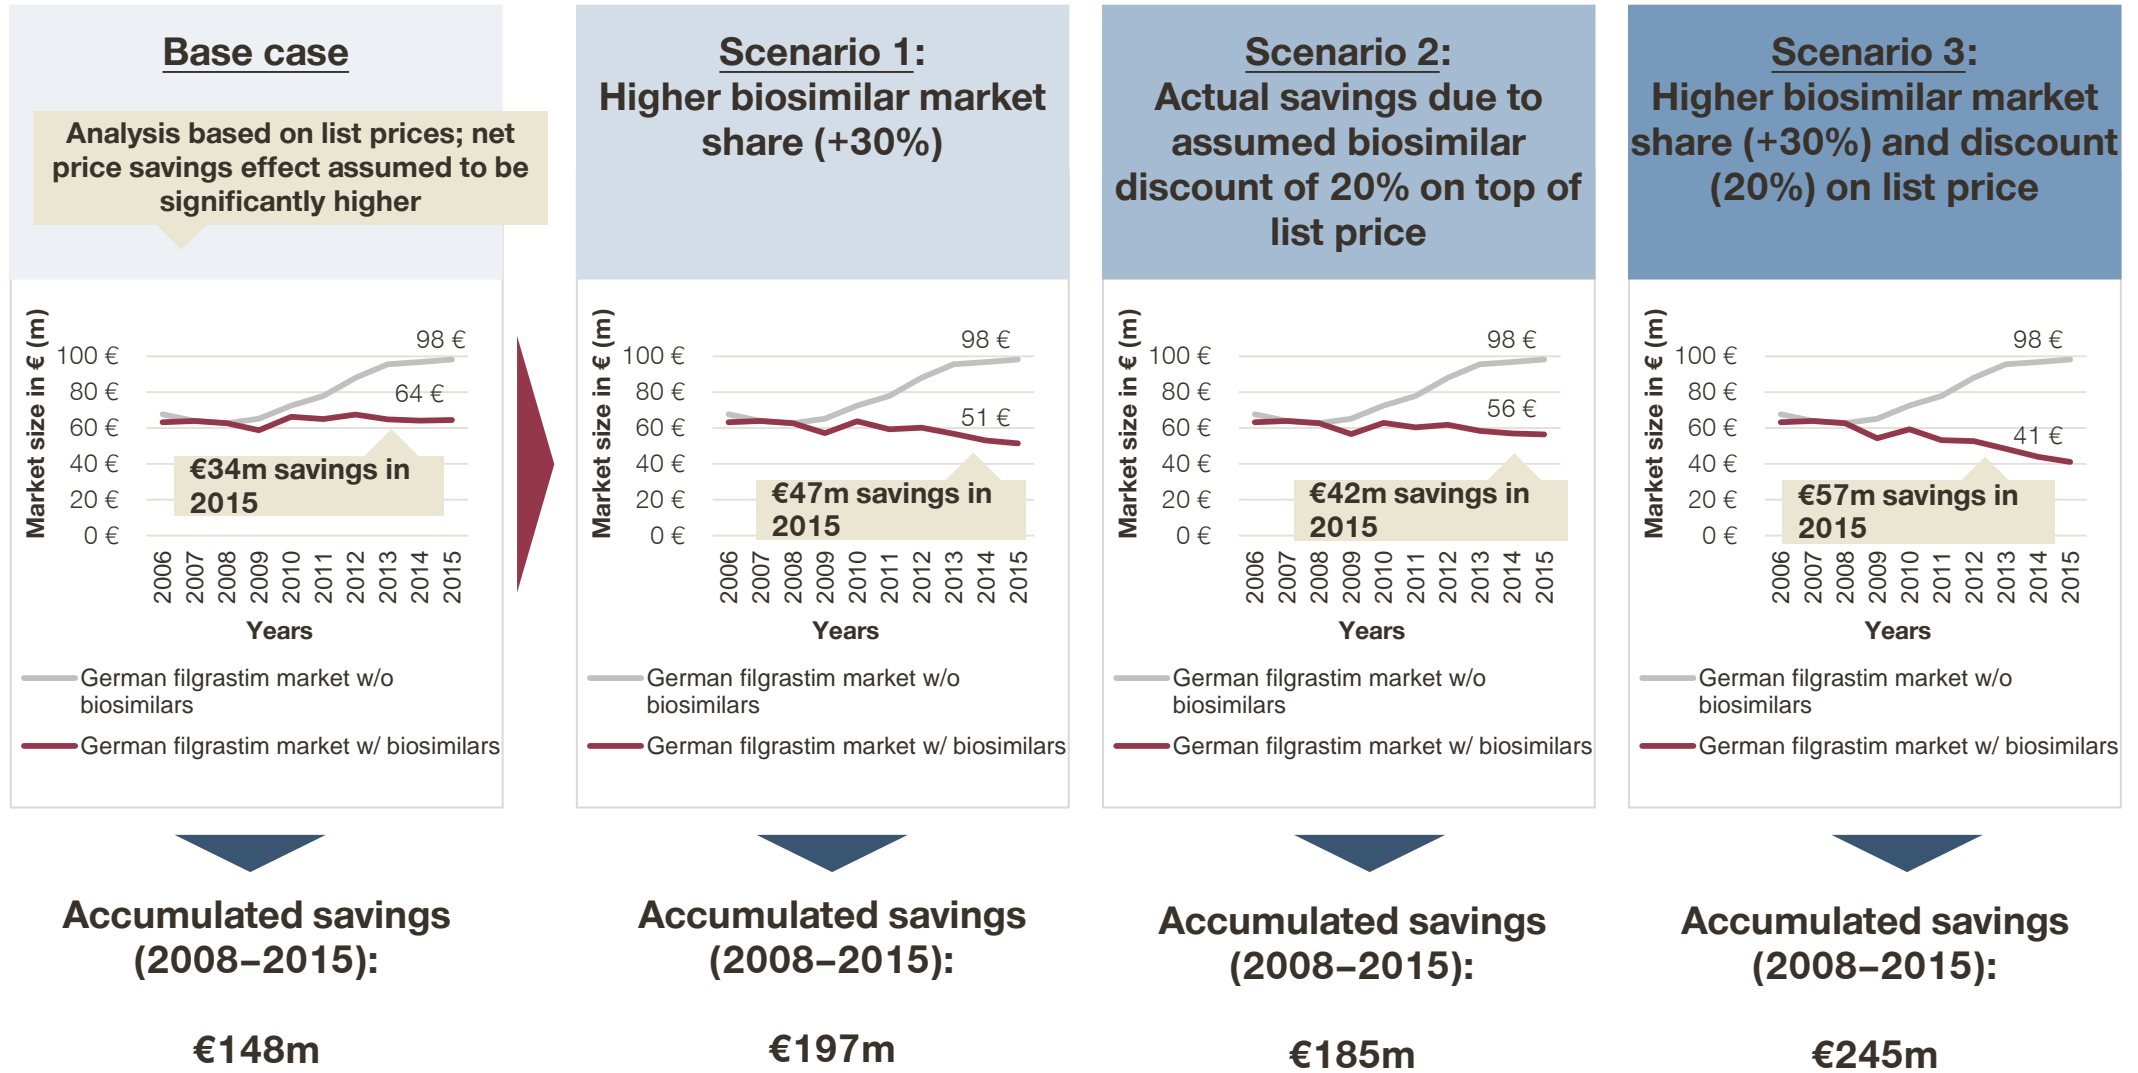 Base case
Analysis based on list prices; net
price savings effect assumed to be
significantly higher
Market size in € (m)
100 €
80 €
60 €
40 €
20 €
0 €
98 €
64 €
€34m savings in
2015
2006
2007
2008
2009
2010
2011
2012
2013
2014
2015
Years
German filgrastim market w/o
biosimilars
German filgrastim market w/ biosimilars
Accumulated savings
(2008–2015):
€148m
Scenario 1:
Higher biosimilar market
share (+30%)
Market size in € (m)
100 €
80 €
60 €
40 €
20 €
0 €
98 €
51 €
€47m savings in
2015
2006
2007
2008
2009
2010
2011
2012
2013
2014
2015
Years
German filgrastim market w/o
biosimilars
German filgrastim market w/ biosimilars
Accumulated savings
(2008–2015):
€197m
Scenario 2:
Actual savings due to
assumed biosimilar
discount of 20% on top of
list price
Market size in € (m)
100 €
80 €
60 €
40 €
20 €
0 €
98 €
56 €
€42m savings in
2015
2006
2007
2008
2009
2010
2011
2012
2013
2014
2015
Years
German filgrastim market w/o
biosimilars
German filgrastim market w/ biosimilars
Accumulated savings
(2008–2015):
€185m
Scenario 3:
Higher biosimilar market
share (+30%) and discount
(20%) on list price
Market size in € (m)
100 €
80 €
60 €
40 €
20 €
0 €
98 €
41 €
€57m savings in
2015
2006
2007
2008
2009
2010
2011
2012
2013
2014
2015
Years
German filgrastim market w/o
biosimilars
German filgrastim market w/ biosimilars
Accumulated savings
(2008–2015):
€245m